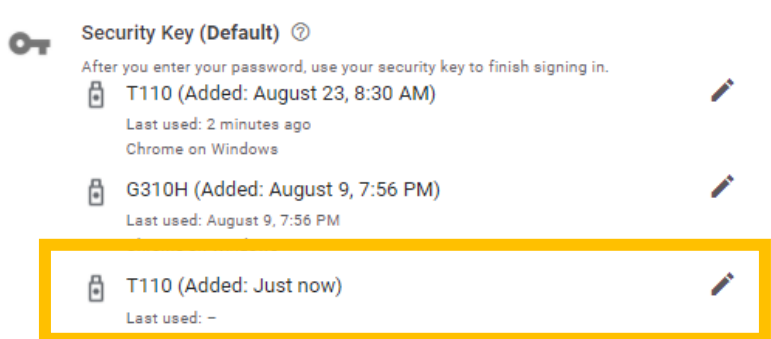 Security Key (Default)
After you enter your password, use your security key to finish signing in.
T110 (Added: August 23, 8:30 AM)
Last used: 2 minutes ago
Chrome on Windows
G310H (Added: August 9, 7:56 PM)
Last used: August 9, 7:56 PM
T110 (Added: Just now)
Last used: –